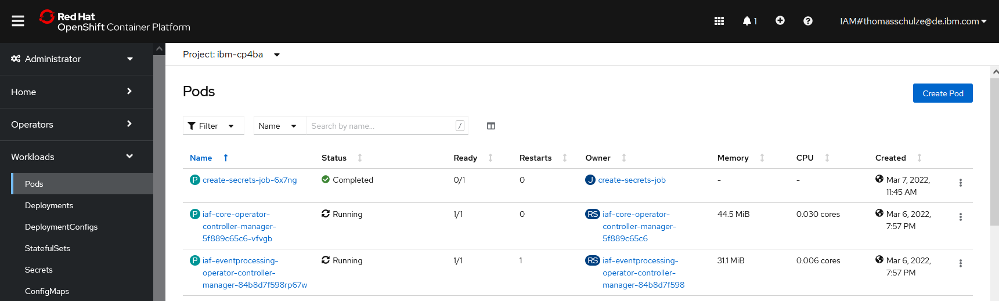 Red Hat
OpenShift Container Platform
1
IAM#thomasschulze@de.ibm.com
Administrator
Home
Operators
Workloads
Pods
Deployments
DeploymentConfigs
StatefulSets
Secrets
ConfigMaps
Project: ibm-cp4ba
Pods
Create Pod
Filter
Name
Search by name...
/
Name Status Ready Restarts Owner Memory CPU Created
P create-secrets-job-6x7ng Completed 0/1 0 J create-secrets-job - - Mar 7, 2022,
11:45 AM
P iaf-core-operator- Running 1/1 0 RS iaf-core-operator- 44.5 MiB 0.030 cores Mar 6, 2022,
controller-manager- controller-manager- 7:57 PM
5f889c65c6-vfvgb 5f889c65c6
P iaf-eventprocessing- Running 1/1 1 RS iaf-eventprocessing- 31.1 MiB 0.006 cores Mar 6, 2022,
operator-controller- operator-controller- 7:57 PM
manager-84b8d7f598rp67w manager-84b8d7f598